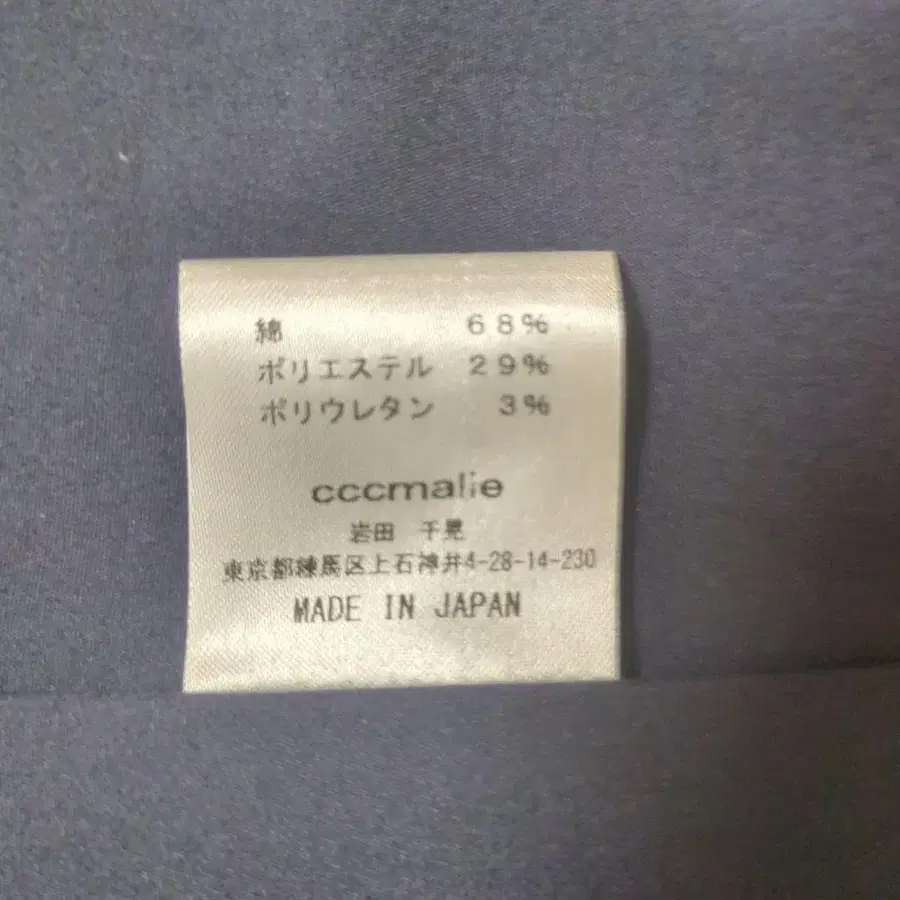 綿 68%
ポリエステル 29%
ポリウレタン 3%
cccmalie
岩田 千晃
東京都練馬区上石神井4-28-14-230
MADE IN JAPAN